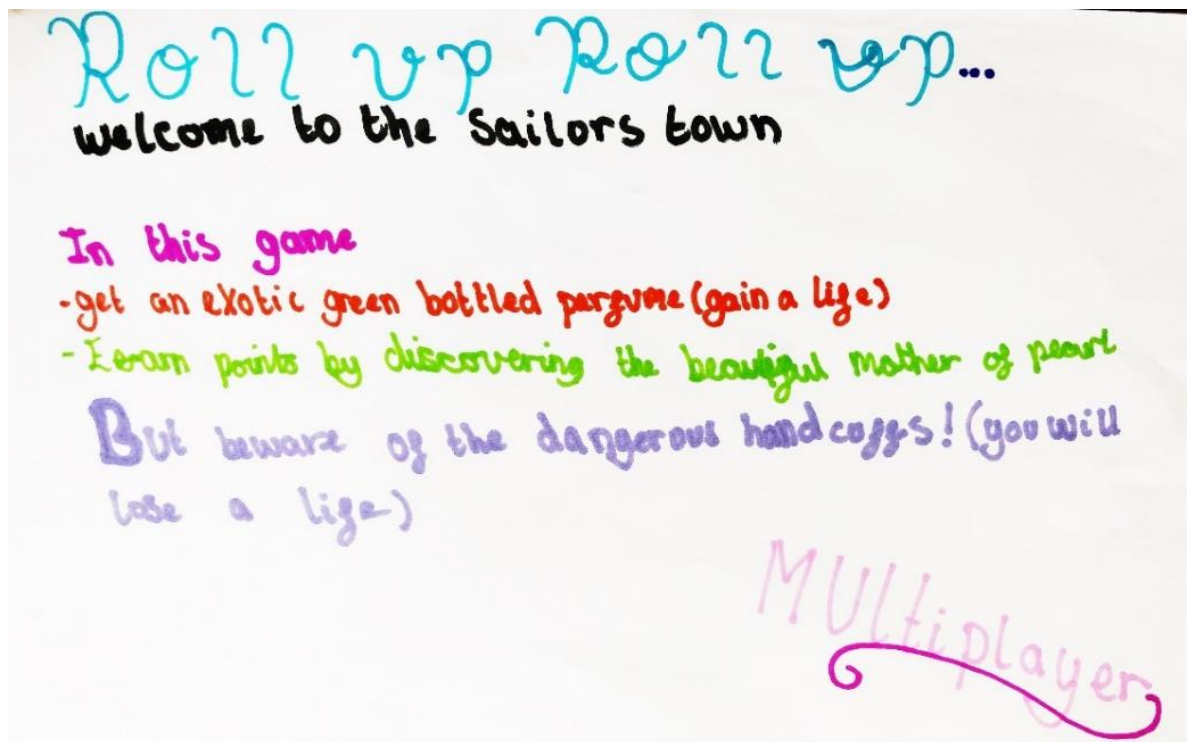 Roll up Roll up...
welcome to the Sailors town
In this game
-get an exotic green bottled perfume (gain a life)
- Earn points by discovering the beautiful mother of pearl
But beware of the dangerous handcuffs! (you will
lose a life)
MUltiplayer